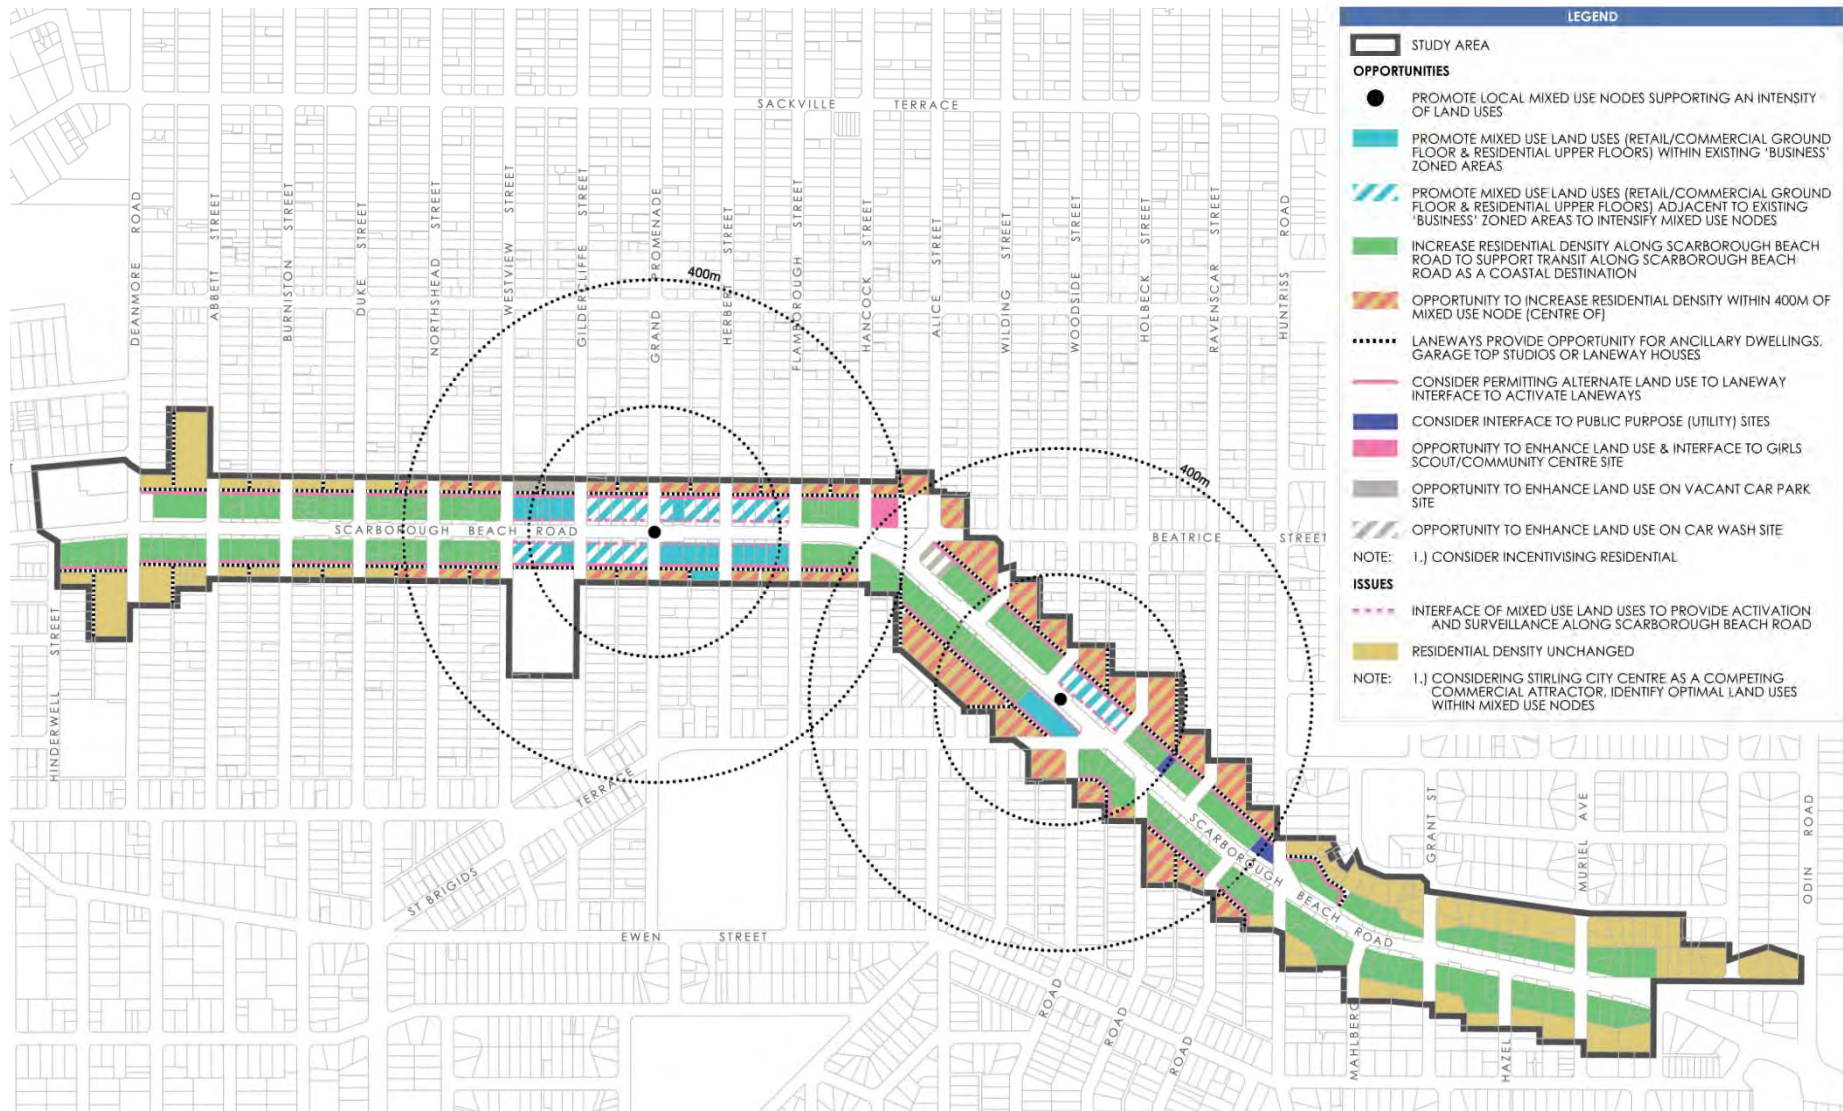 SACKVILLE TERRACE
DEANMORE ROAD
ABBETT STREET
BURNISTON STREET
DUKE STREET
NORTHSHEAD STREET
WESTVIEW STREET
GILDERCLIFFE STREET
GRAND PROMENADE
HERBERT STREET
FLAMBOROUGH STREET
HANCOCK STREET
ALICE STREET
WILDING STREET
WOODSIDE STREET
HOLBECK STREET
RAVENSCAR STREET
HUNTRISS ROAD
400m
400m
SCARBOROUGH BEACH ROAD
BEATRICE STREET
HINDERWELL STREET
ST BRIGIDS TERRACE
EWEN STREET
SCARBOROUGH BEACH ROAD
GRANT ST
MURIEL AVE
ODIN ROAD
ROAD
ROAD
ROAD
MAHLBERG
HAZEL
LEGEND
STUDY AREA
OPPORTUNITIES
PROMOTE LOCAL MIXED USE NODES SUPPORTING AN INTENSITY
OF LAND USES
PROMOTE MIXED USE LAND USES (RETAIL/COMMERCIAL GROUND
FLOOR & RESIDENTIAL UPPER FLOORS) WITHIN EXISTING 'BUSINESS'
ZONED AREAS
PROMOTE MIXED USE LAND USES (RETAIL/COMMERCIAL GROUND
FLOOR & RESIDENTIAL UPPER FLOORS) ADJACENT TO EXISTING
'BUSINESS' ZONED AREAS TO INTENSIFY MIXED USE NODES
INCREASE RESIDENTIAL DENSITY ALONG SCARBOROUGH BEACH
ROAD TO SUPPORT TRANSIT ALONG SCARBOROUGH BEACH
ROAD AS A COASTAL DESTINATION
OPPORTUNITY TO INCREASE RESIDENTIAL DENSITY WITHIN 400M OF
MIXED USE NODE (CENTRE OF)
LANEWAYS PROVIDE OPPORTUNITY FOR ANCILLARY DWELLINGS.
GARAGE TOP STUDIOS OR LANEWAY HOUSES
CONSIDER PERMITTING ALTERNATE LAND USE TO LANEWAY
INTERFACE TO ACTIVATE LANEWAYS
CONSIDER INTERFACE TO PUBLIC PURPOSE (UTILITY) SITES
OPPORTUNITY TO ENHANCE LAND USE & INTERFACE TO GIRLS
SCOUT/COMMUNITY CENTRE SITE
OPPORTUNITY TO ENHANCE LAND USE ON VACANT CAR PARK
SITE
OPPORTUNITY TO ENHANCE LAND USE ON CAR WASH SITE
NOTE: 1.) CONSIDER INCENTIVISING RESIDENTIAL
ISSUES
INTERFACE OF MIXED USE LAND USES TO PROVIDE ACTIVATION
AND SURVEILLANCE ALONG SCARBOROUGH BEACH ROAD
RESIDENTIAL DENSITY UNCHANGED
NOTE: 1.) CONSIDERING STIRLING CITY CENTRE AS A COMPETING
COMMERCIAL ATTRACTOR, IDENTIFY OPTIMAL LAND USES
WITHIN MIXED USE NODES